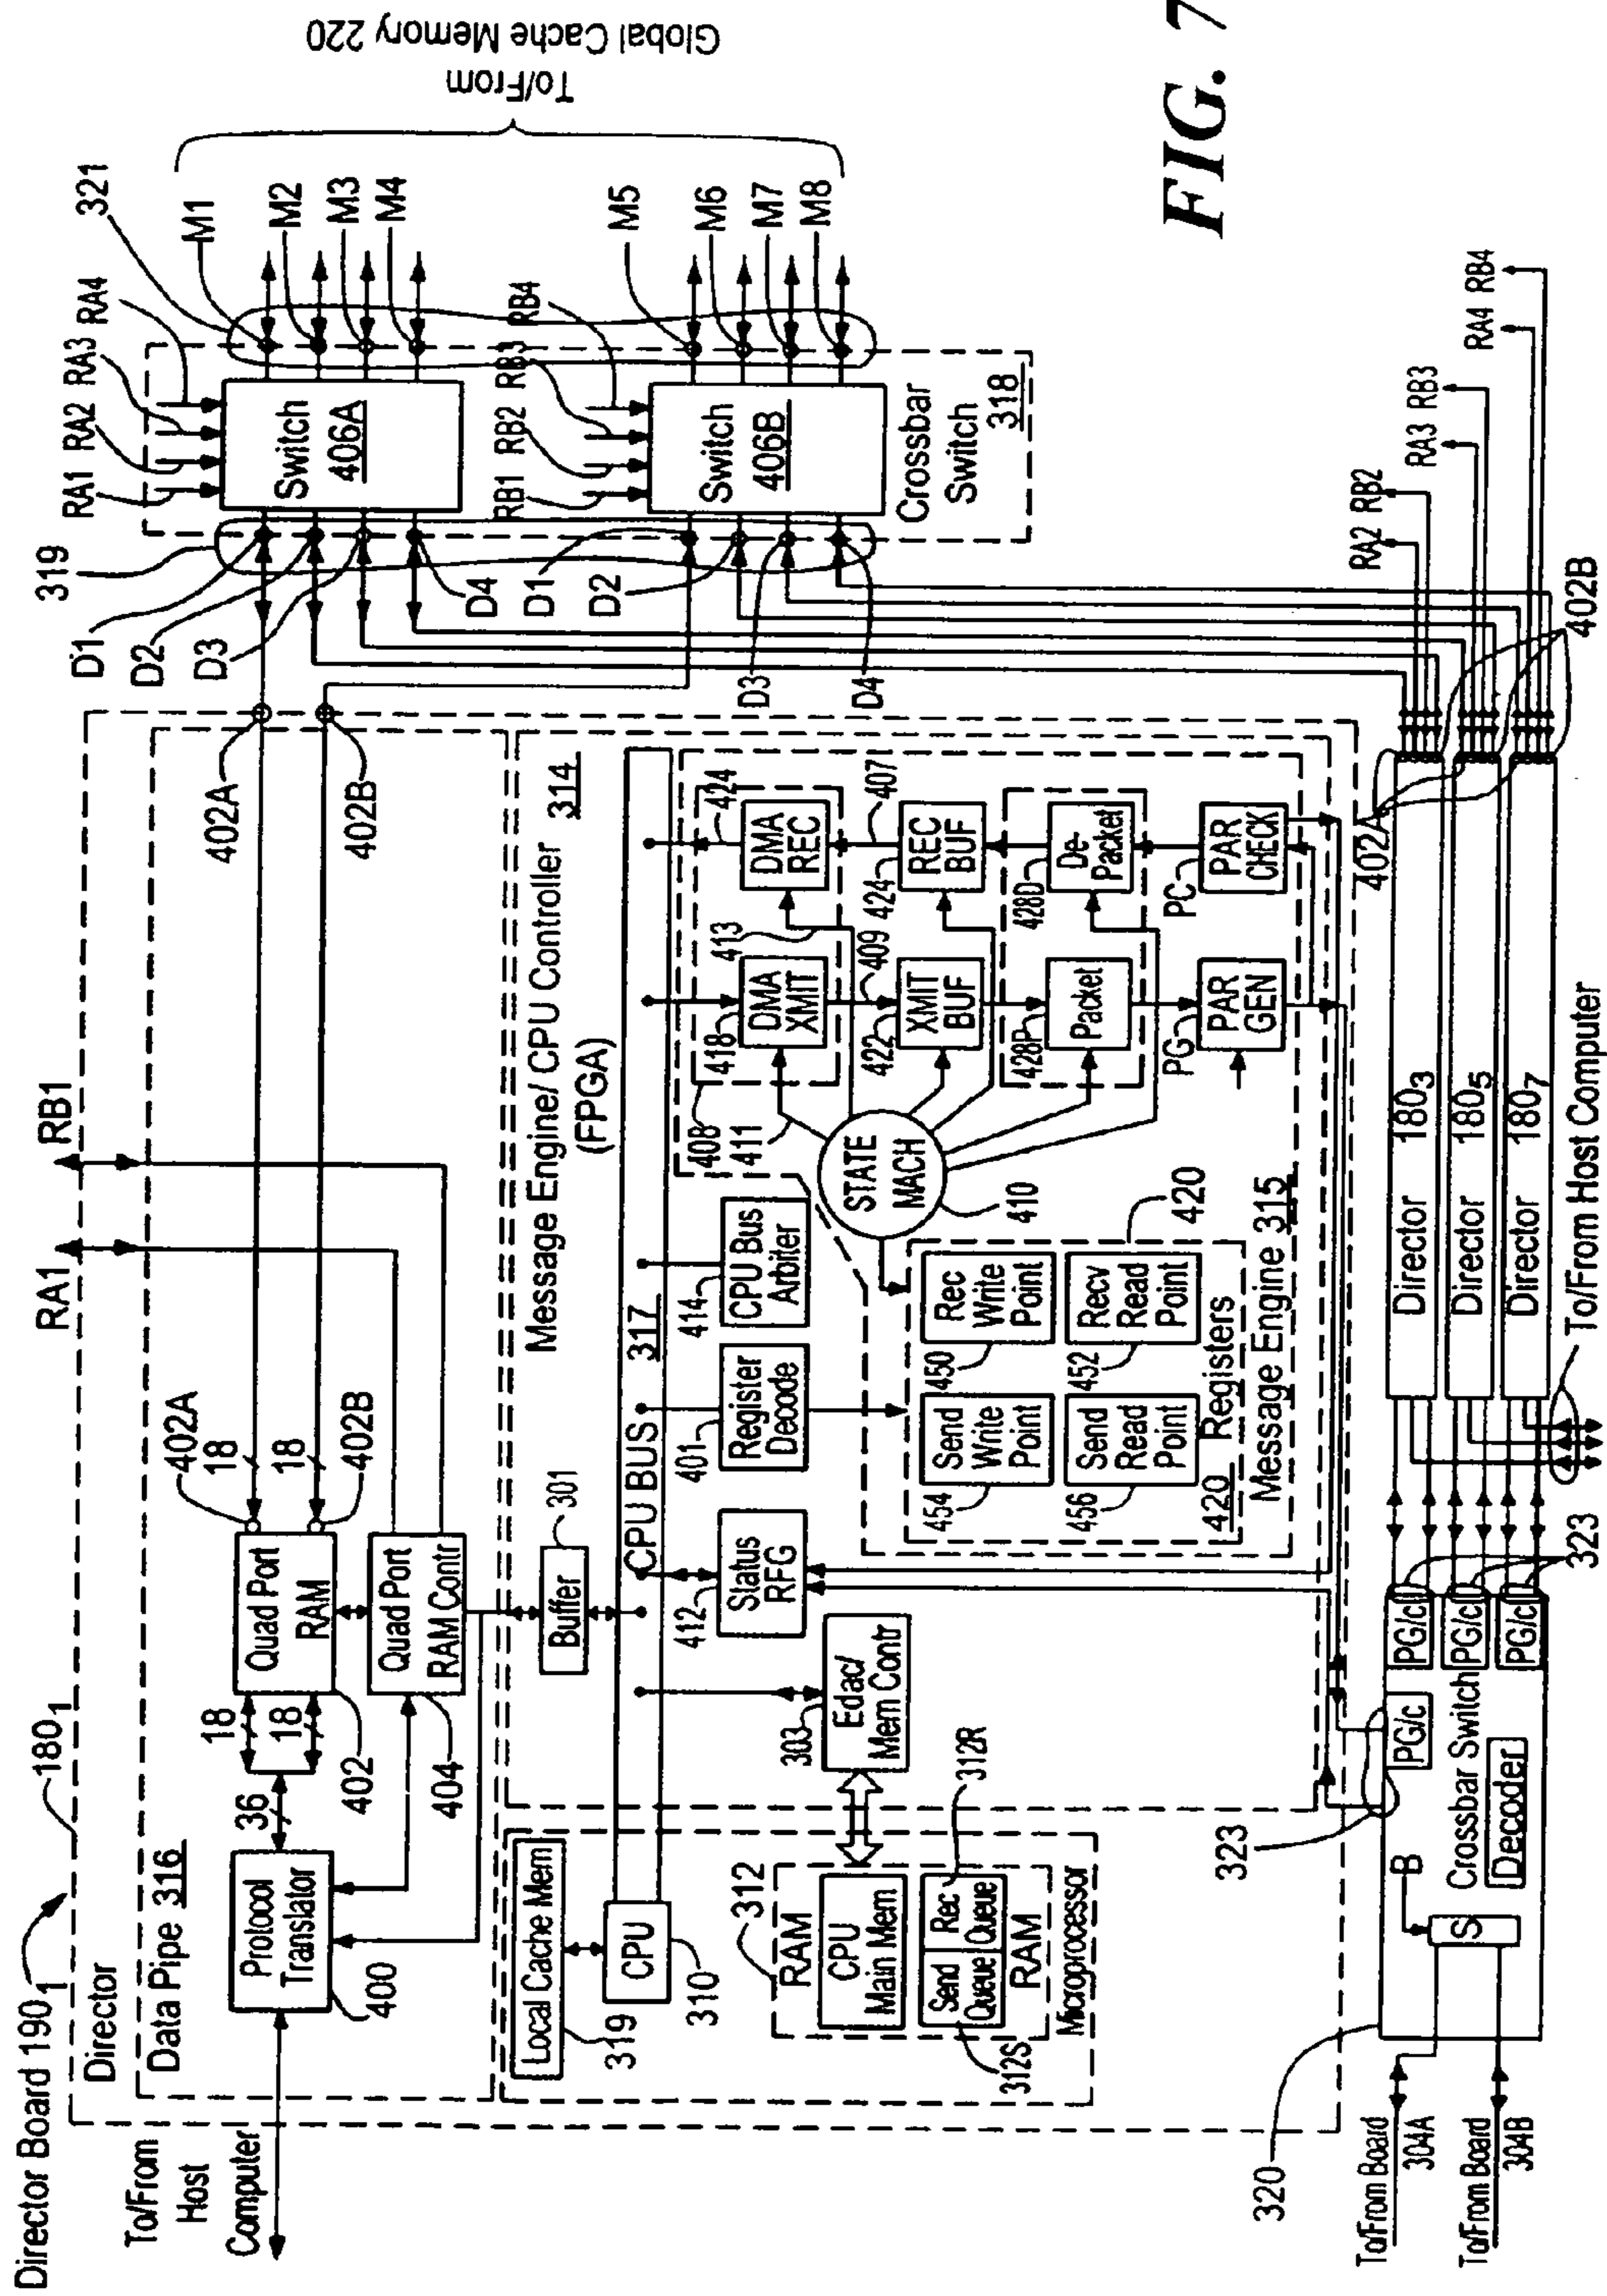 Director Board 190₁
180₁
Director
RA1
RB1
To/From
Host
Computer
Data Pipe 316
Protocol
Translator
400
36
18
18
402
404
Quad Port
RAM
Quad Port
RAM Contr
402A
18
18
402B
402A
402B
319
D1
D2
D3
D4
D1
D2
D3
D4
RA1
RA2
RA3
RA4
Switch
406A
RB1
RB2
RB3
RB4
Switch
406B
Crossbar
Switch
318
321
M1
M2
M3
M4
M5
M6
M7
M8
To/From
Global Cache Memory 220
FIG. 7
Local Cache Mem
319
CPU
310
312
RAM
CPU
Main Mem
Send
Queue
Rec
Queue
RAM
Microprocessor
312S
312R
Buffer
301
Message Engine/ CPU Controller
314
(FPGA)
CPU BUS
317
303
Edac/
Mem Contr
412
Status
RFG
401
Register
Decode
414
CPU Bus
Arbiter
408
411
STATE
MACH
410
418
DMA
XMIT
413
DMA
REC
424
422
XMIT
BUF
409
424
REC
BUF
407
428P
Packet
428D
De-
Packet
PG
PAR
GEN
PC
PAR
CHECK
454
Send
Write
Point
450
Rec
Write
Point
456
Send
Read
Point
452
Recv
Read
Point
420
420
Registers
Message Engine 315
323
320
B
S
Crossbar Switch
Decoder
PG/c
PG/c
PG/c
PG/c
323
To/From Board
304A
To/From Board
304B
Director 180₃
Director 180₅
Director 180₇
To/From Host Computer
402A
402B
RA2
RB2
RA3
RB3
RA4
RB4